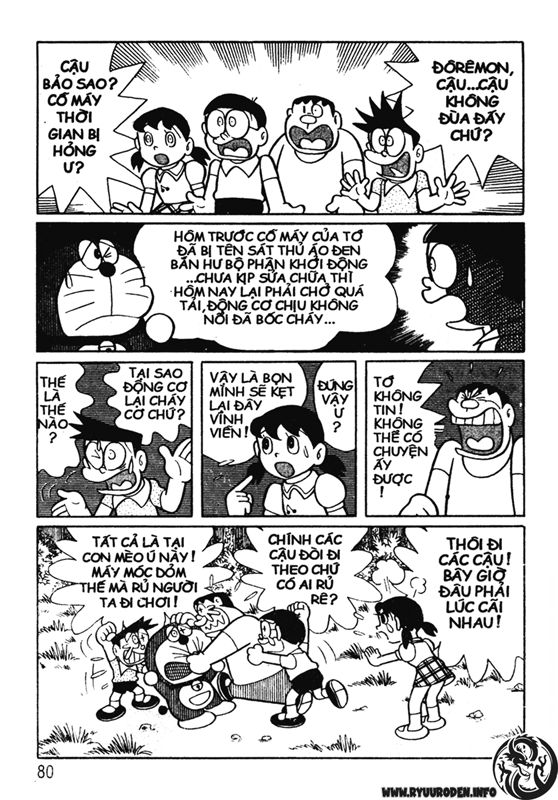 CẬU
BẢO SAO?
CỖ MÁY
THỜI
GIAN BỊ
HỎNG
Ư?
ĐÔRÊMON,
CẬU...CẬU
KHÔNG
ĐÙA ĐẤY
CHỨ?
HÔM TRƯỚC CỖ MÁY CỦA TỚ
ĐÃ BỊ TÊN SÁT THỦ ÁO ĐEN
BẮN HƯ BỘ PHẬN KHỞI ĐỘNG
...CHƯA KỊP SỬA CHỮA THÌ
HÔM NAY LẠI PHẢI CHỞ QUÁ
TẢI, ĐỘNG CƠ CHỊU KHÔNG
NỔI ĐÃ BỐC CHÁY...
THẾ
LÀ THẾ
NÀO?
TẠI SAO
ĐỘNG CƠ
LẠI CHÁY
CƠ CHỨ?
VẬY LÀ BỌN
MÌNH SẼ KẸT
LẠI ĐÂY
VĨNH
VIỄN!
ĐÚNG
VẬY
Ư?
TỚ
KHÔNG
TIN!
KHÔNG
THỂ CÓ
CHUYỆN
ẤY
ĐƯỢC!
TẤT CẢ LÀ TẠI
CON MÈO Ú NÀY!
MÁY MÓC DỎM
THẾ MÀ RỦ NGƯỜI
TA ĐI CHƠI!
CHÍNH CÁC
CẬU ĐÒI ĐI
THEO CHỨ
CÓ AI RỦ
RÊ?
THÔI ĐI
CÁC CẬU!
BÂY GIỜ
ĐÂU PHẢI
LÚC CÃI
NHAU!
80
WWW.RYUURODEN.INFO